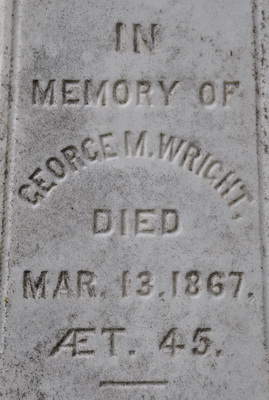 IN
MEMORY OF
GEORGE M. WRIGHT,
DIED
MAR. 13, 1867.
ÆT. 45.